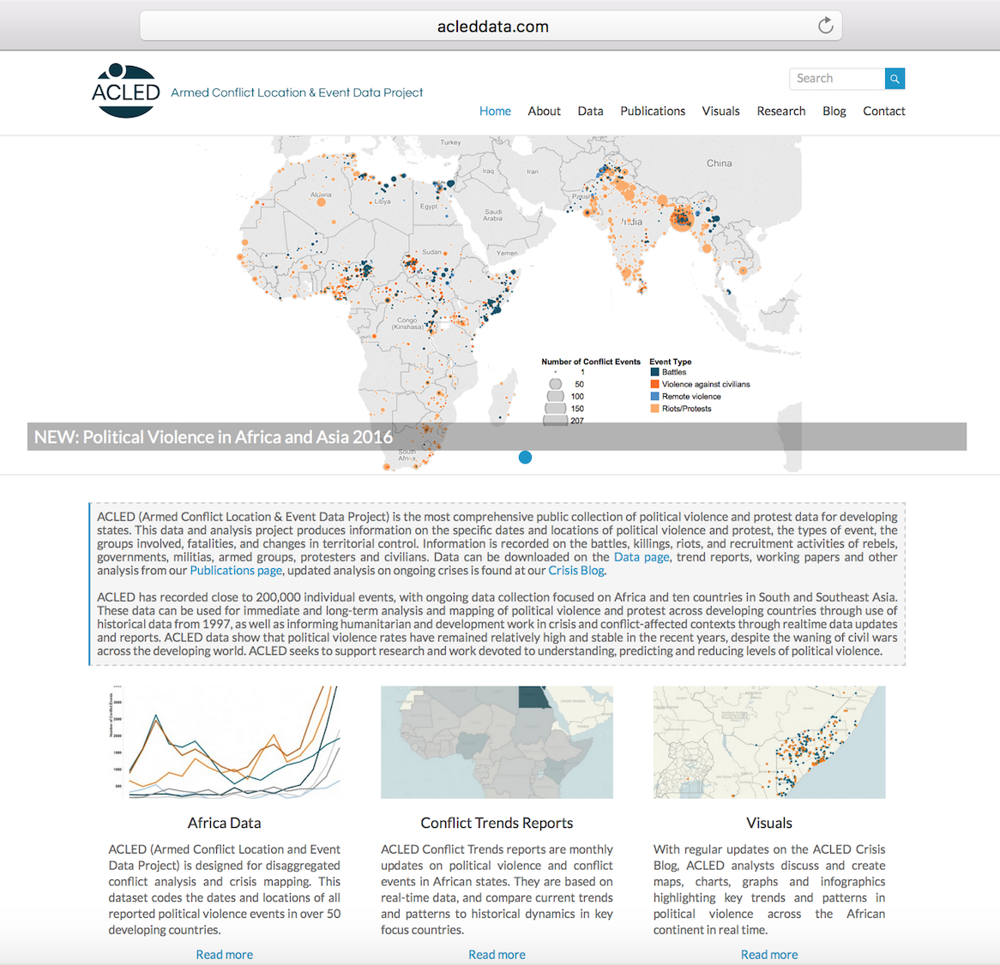 acleddata.com
ACLED
Armed Conflict Location & Event Data Project
Search
Home About Data Publications Visuals Research Blog Contact
Turkey
China
Iraq
Iran
Algeria
Libya
Egypt
Pakist
India
Saudi
Arabia
Sudan
Yemen
Congo
(Kinshasa)
Number of Conflict Events
1
50
100
150
207
Event Type
Battles
Violence against civilians
Remote violence
Riots/Protests
NEW: Political Violence in Africa and Asia 2016
South
Africa
ACLED (Armed Conflict Location & Event Data Project) is the most comprehensive public collection of political violence and protest data for developing
states. This data and analysis project produces information on the specific dates and locations of political violence and protest, the types of event, the
groups involved, fatalities, and changes in territorial control. Information is recorded on the battles, killings, riots, and recruitment activities of rebels,
governments, militias, armed groups, protesters and civilians. Data can be downloaded on the Data page, trend reports, working papers and other
analysis from our Publications page, updated analysis on ongoing crises is found at our Crisis Blog.
ACLED has recorded close to 200,000 individual events, with ongoing data collection focused on Africa and ten countries in South and Southeast Asia.
These data can be used for immediate and long-term analysis and mapping of political violence and protest across developing countries through use of
historical data from 1997, as well as informing humanitarian and development work in crisis and conflict-affected contexts through realtime data updates
and reports. ACLED data show that political violence rates have remained relatively high and stable in the recent years, despite the waning of civil wars
across the developing world. ACLED seeks to support research and work devoted to understanding, predicting and reducing levels of political violence.
Number of Conflict Events
3000
2500
2000
1500
1000
500
Africa Data
ACLED (Armed Conflict Location and Event
Data Project) is designed for disaggregated
conflict analysis and crisis mapping. This
dataset codes the dates and locations of all
reported political violence events in over 50
developing countries.
Read more
Conflict Trends Reports
ACLED Conflict Trends reports are monthly
updates on political violence and conflict
events in African states. They are based on
real-time data, and compare current trends
and patterns to historical dynamics in key
focus countries.
Read more
Visuals
With regular updates on the ACLED Crisis
Blog, ACLED analysts discuss and create
maps, charts, graphs and infographics
highlighting key trends and patterns in
political violence across the African
continent in real time.
Read more